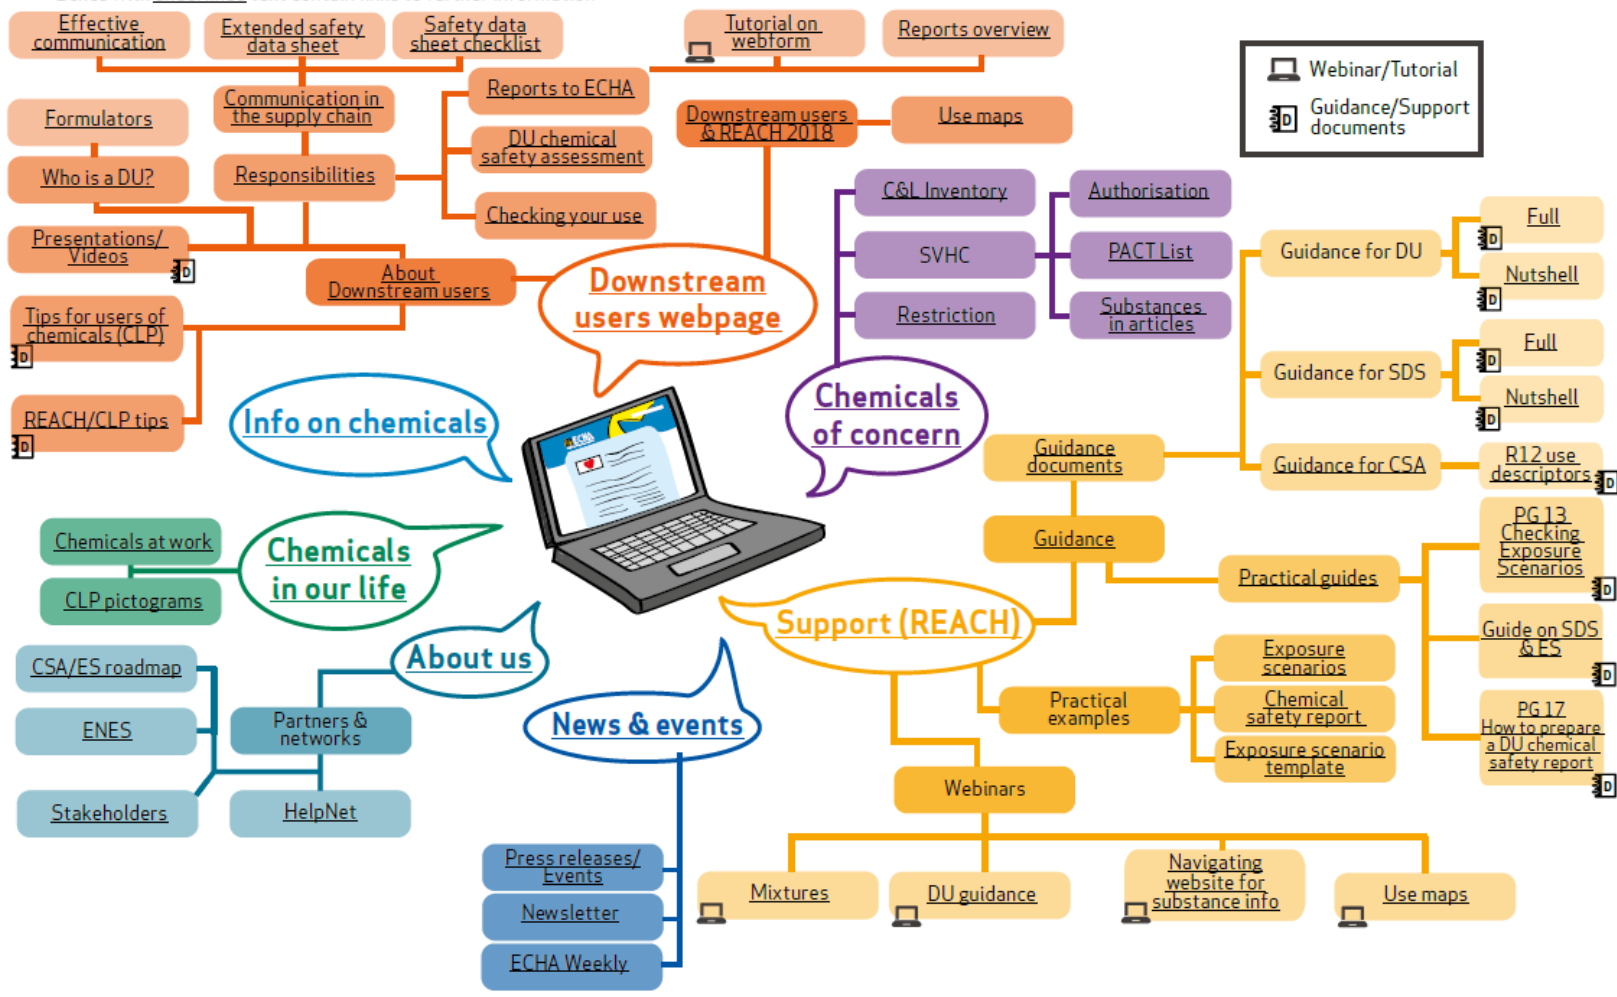 Effective
communication
Extended safety
data sheet
Safety data
sheet checklist
Tutorial on
webform
Reports overview
Webinar/Tutorial
D
Guidance/Support
documents
Formulators
Communication in
the supply chain
Reports to ECHA
Downstream users
& REACH 2018
Use maps
DU chemical
safety assessment
Who is a DU?
Responsibilities
Checking your use
Presentations/
Videos
D
About
Downstream users
Tips for users of
chemicals (CLP)
D
REACH/CLP tips
D
Downstream
users webpage
C&L Inventory
SVHC
Restriction
Authorisation
PACT List
Substances
in articles
Chemicals
of concern
Info on chemicals
ECHA
Guidance for DU
Full
D
Nutshell
D
Guidance for SDS
Full
D
Nutshell
D
Guidance
documents
Guidance for CSA
R12 use
descriptors
D
Guidance
Practical guides
PG 13
Checking
Exposure
Scenarios
D
Guide on SDS
& ES
D
PG 17
How to prepare
a DU chemical
safety report
D
Chemicals at work
CLP pictograms
Chemicals
in our life
Support (REACH)
About us
CSA/ES roadmap
ENES
Partners &
networks
Stakeholders
HelpNet
News & events
Press releases/
Events
Newsletter
ECHA Weekly
Practical
examples
Exposure
scenarios
Chemical
safety report
Exposure scenario
template
Webinars
Mixtures
DU guidance
Navigating
website for
substance info
Use maps